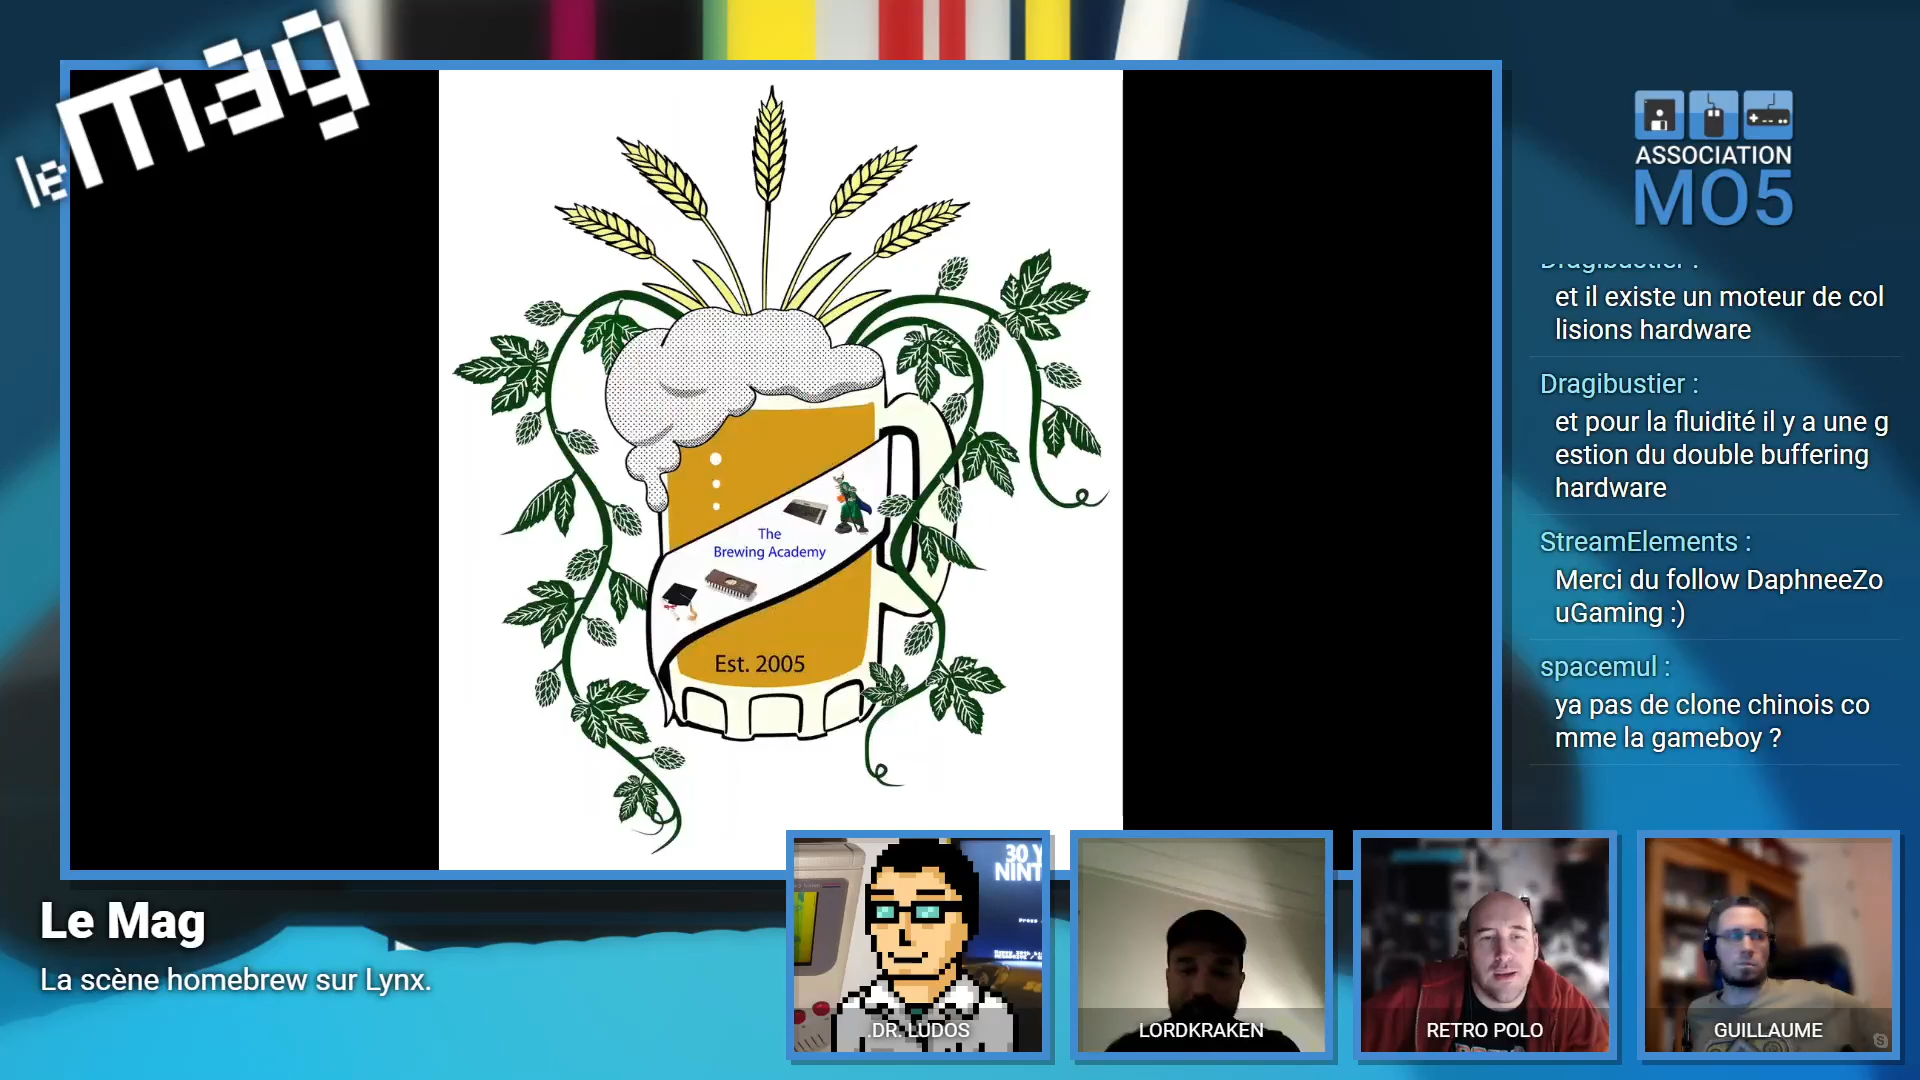 le Mag
ASSOCIATION
MO5
Dragibustier :
et il existe un moteur de col
lisions hardware
Dragibustier :
et pour la fluidité il y a une g
estion du double buffering
hardware
StreamElements :
Merci du follow DaphneeZo
uGaming :)
spacemul :
ya pas de clone chinois co
mme la gameboy ?
The
Brewing Academy
Est. 2005
30 Y
NINT
Le Mag
La scène homebrew sur Lynx.
DR. LUDOS
LORDKRAKEN
RETRO POLO
GUILLAUME